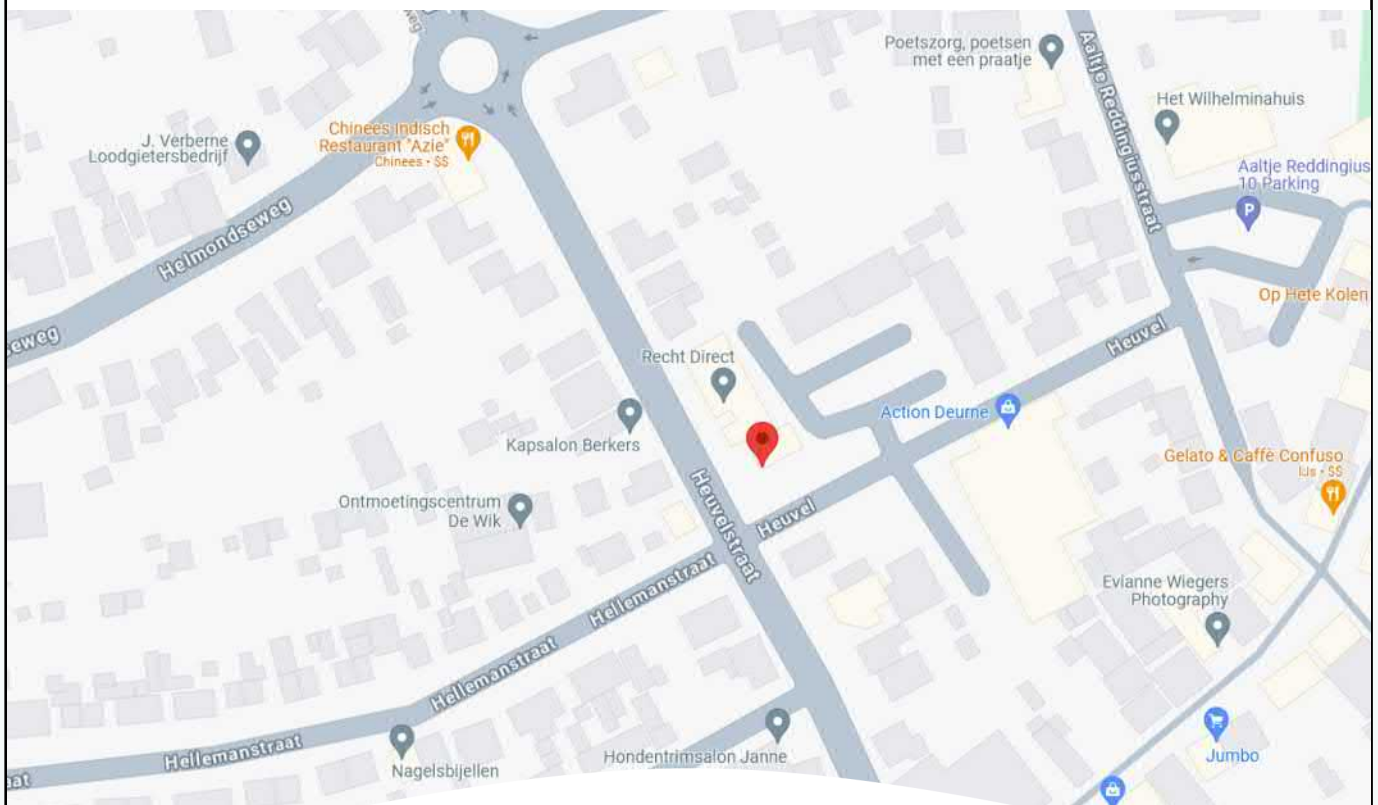 weg
Poetszorg, poetsen
met een praatje
Aaltje Reddingiusstraat
Het Wilhelminahuis
Chinees Indisch
Restaurant "Azie"
Chinees • $$
J. Verberne
Loodgietersbedrijf
Aaltje Reddingius
10 Parking
P
Helmondseweg
Op Hete Kolen
eweg
Heuvel
Recht Direct
Action Deurne
Kapsalon Berkers
Gelato & Caffè Confuso
IJs • $$
Ontmoetingscentrum
De Wik
Heuvelstraat
Heuvel
Hellemanstraat
Evianne Wiegers
Photography
Hellemanstraat
Hellemanstraat
Hondentrimsalon Janne
Jumbo
Nagelsbijellen
aat